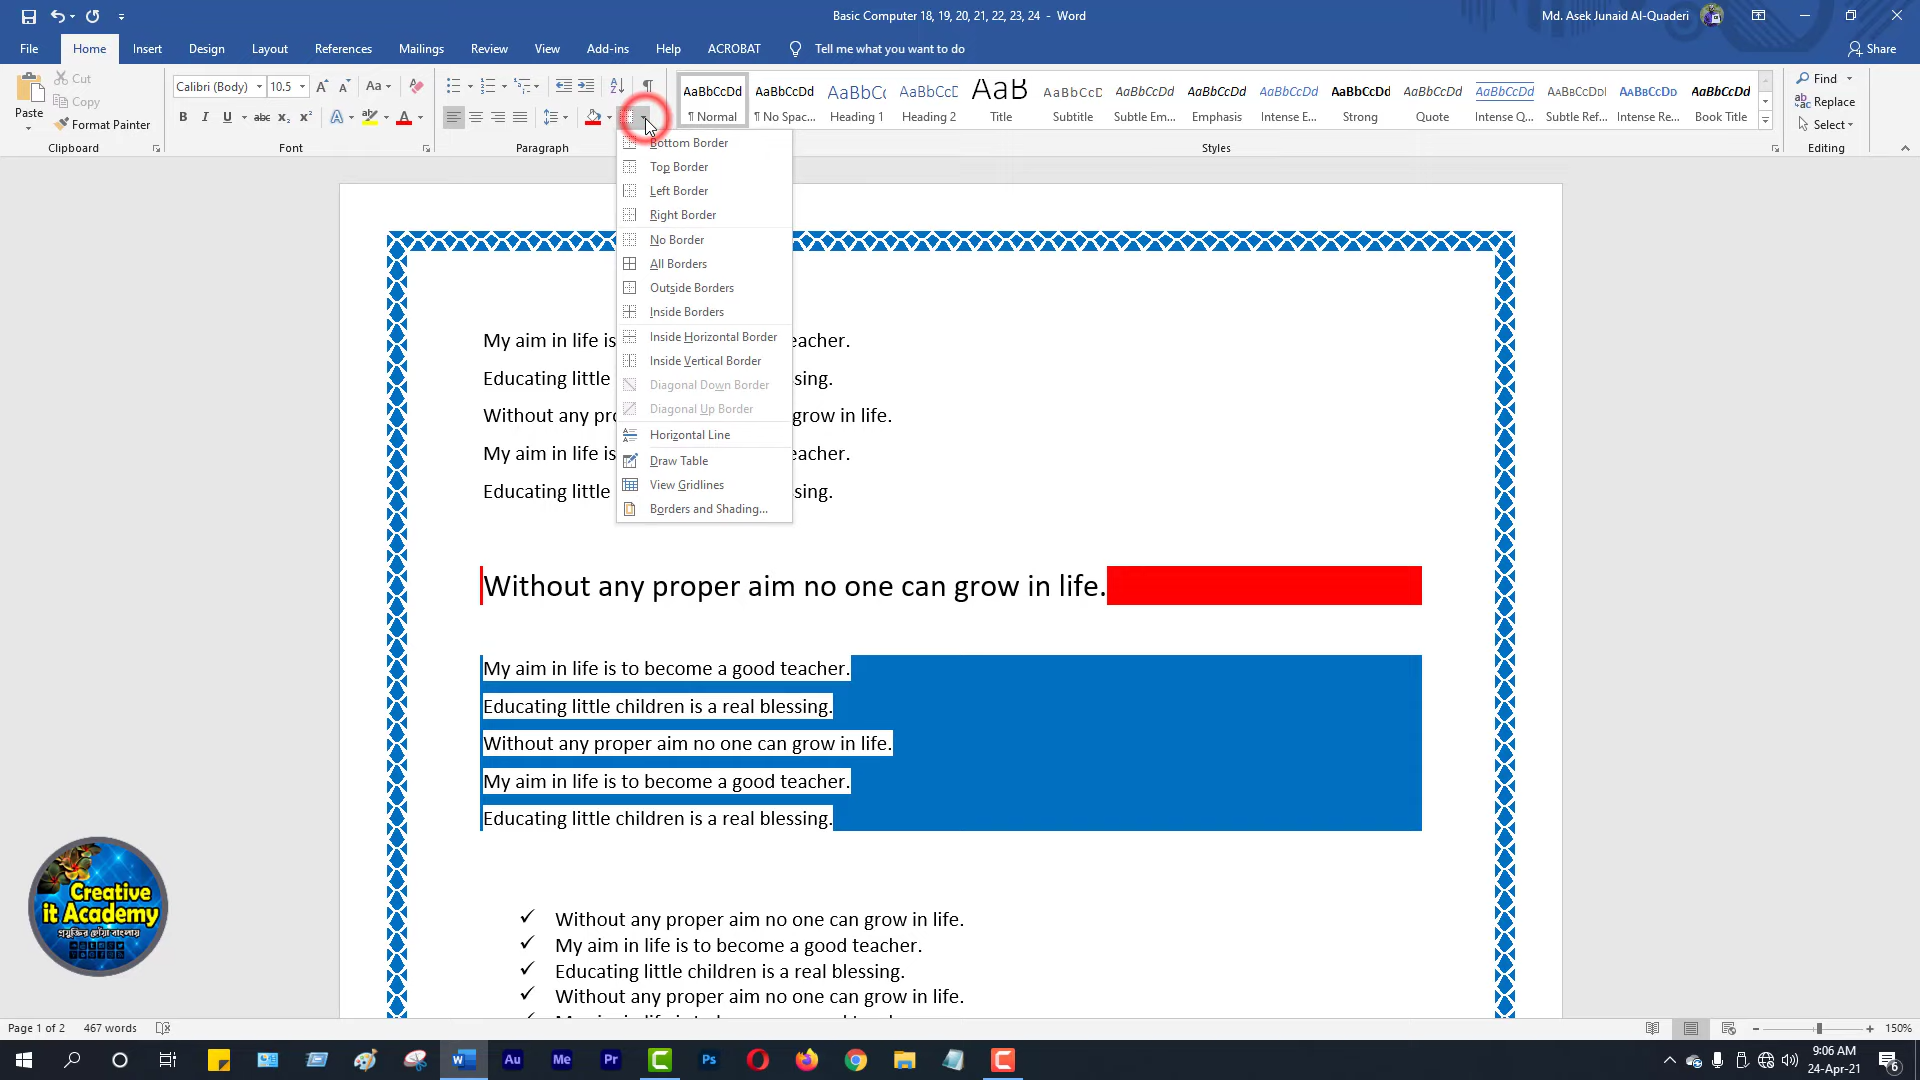 Basic Computer 18, 19, 20, 21, 22, 23, 24 - Word
Md. Asek Junaid Al-Quaderi
File Home Insert Design Layout References Mailings Review View Add-ins Help ACROBAT Tell me what you want to do Share
Paste
Cut
Copy
Format Painter
Clipboard
Calibri (Body) 10.5
Font
Paragraph
AaBbCcDd AaBbCcDd AaBbCc AaBbCcC AaB AaBbCcC AaBbCcDd AaBbCcDd AaBbCcDd AaBbCcDd AaBbCcDd AaBbCcDd AaBbCcDd AaBbCcDd AaBbCcDd
¶ Normal ¶ No Spac... Heading 1 Heading 2 Title Subtitle Subtle Em... Emphasis Intense E... Strong Quote Intense Q... Subtle Ref... Intense Re... Book Title
Styles
Find
Replace
Select
Editing
Bottom Border
Top Border
Left Border
Right Border
No Border
All Borders
Outside Borders
Inside Borders
Inside Horizontal Border
Inside Vertical Border
Diagonal Down Border
Diagonal Up Border
Horizontal Line
Draw Table
View Gridlines
Borders and Shading...
My aim in life is eacher.
Educating little sing.
Without any pro grow in life.
My aim in life is eacher.
Educating little sing.
Without any proper aim no one can grow in life.
My aim in life is to become a good teacher.
Educating little children is a real blessing.
Without any proper aim no one can grow in life.
My aim in life is to become a good teacher.
Educating little children is a real blessing.
✓ Without any proper aim no one can grow in life.
✓ My aim in life is to become a good teacher.
✓ Educating little children is a real blessing.
✓ Without any proper aim no one can grow in life.
Creative
it Academy
প্রযুক্তির ছোঁয়া বাংলায়
Page 1 of 2 467 words
150%
Au Me Pr Ps
9:06 AM
24-Apr-21
6